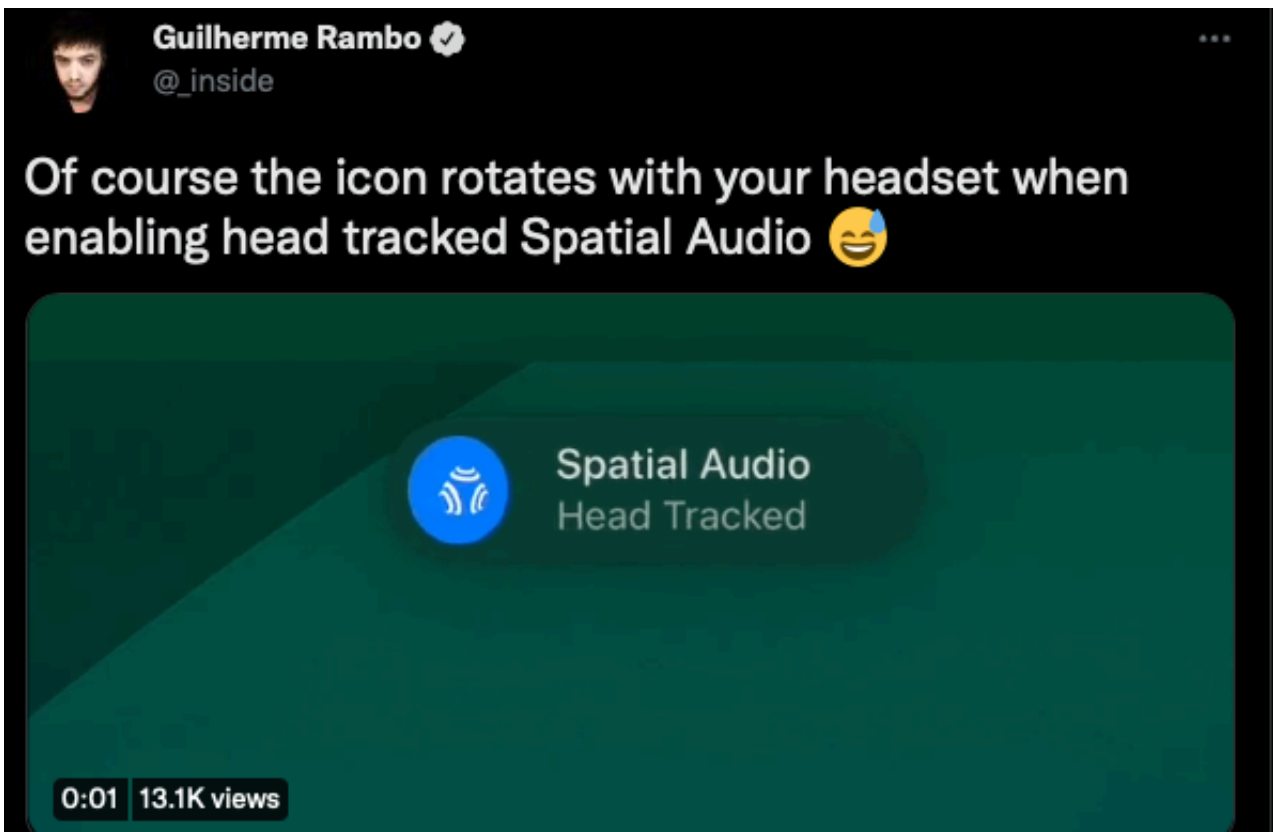 Guilherme Rambo
@_inside
Of course the icon rotates with your headset when
enabling head tracked Spatial Audio 😅
Spatial Audio
Head Tracked
0:01 13.1K views